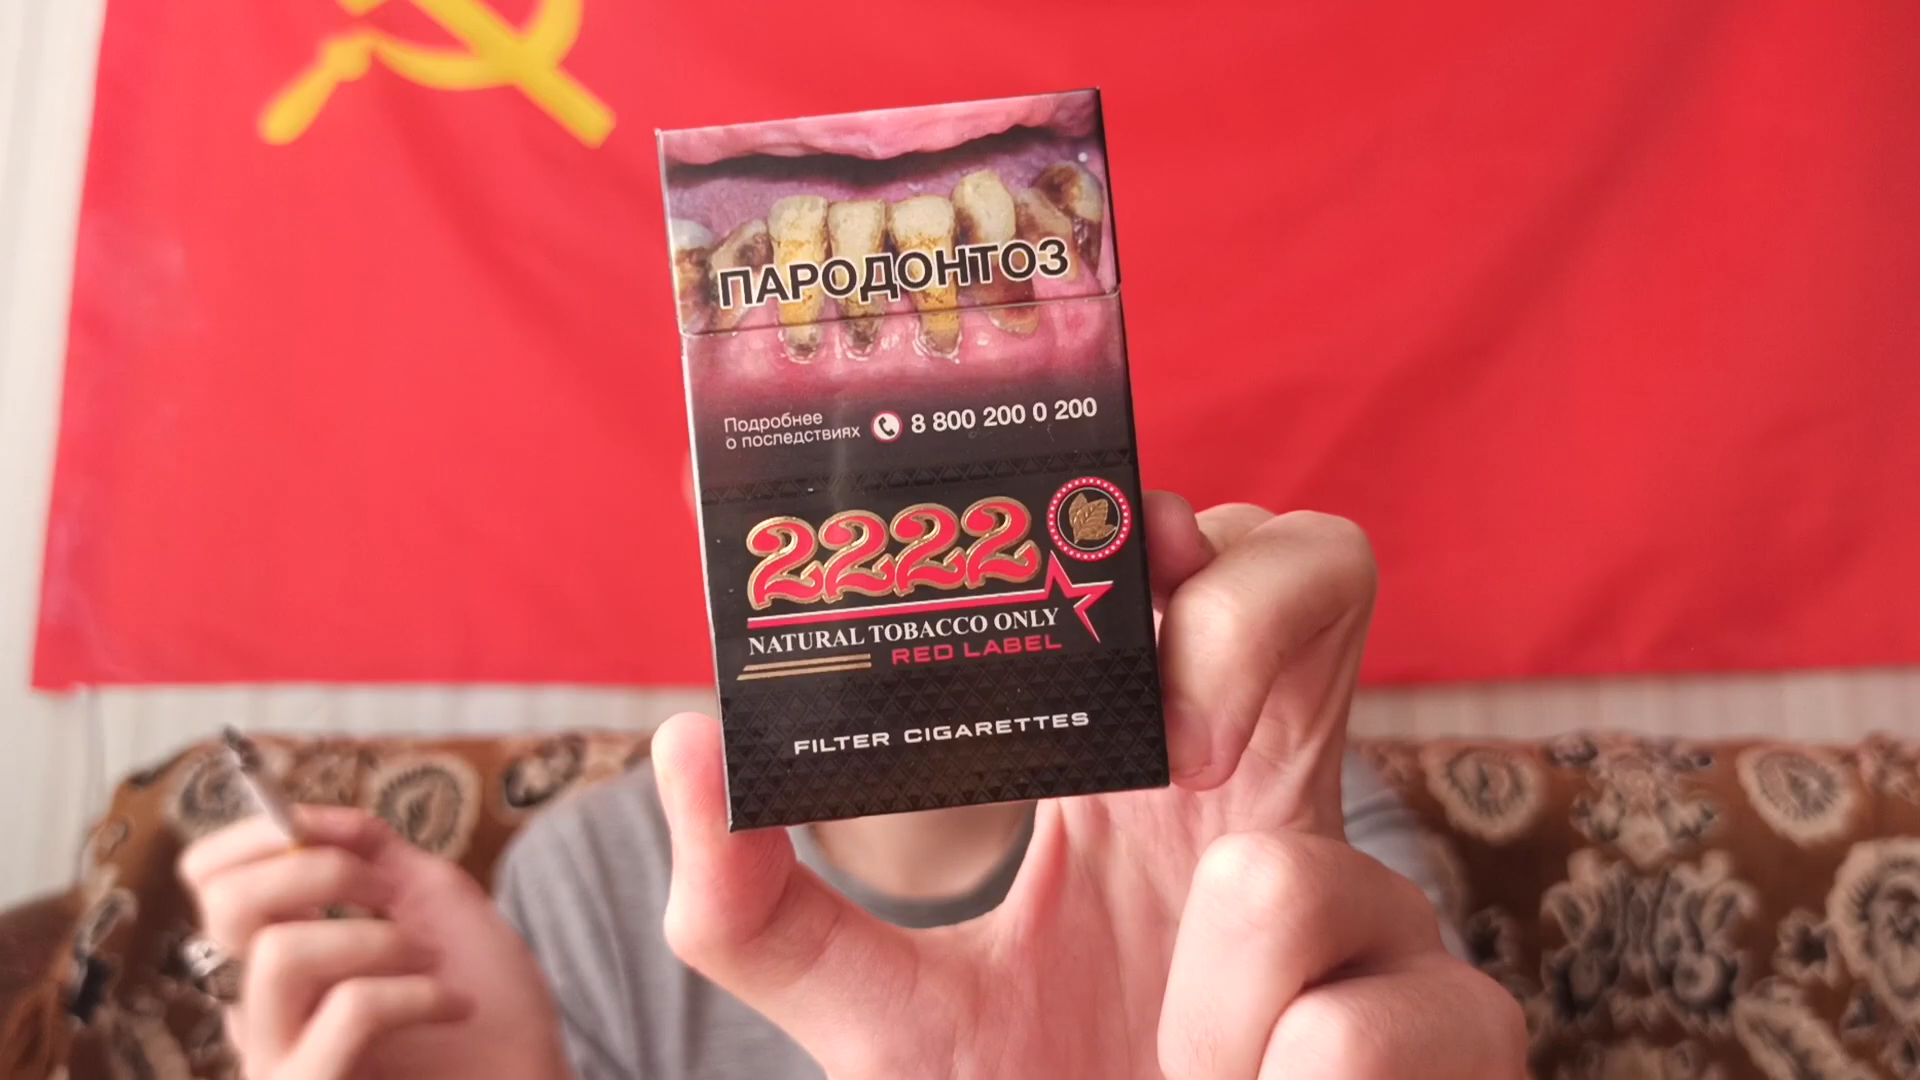 ПАРОДОНТОЗ
Подробнее
о последствиях
8 800 200 0 200
2222
NATURAL TOBACCO ONLY
RED LABEL
FILTER CIGARETTES